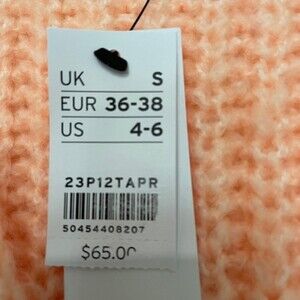 UK S
EUR 36-38
US 4-6
23P12TAPR
50454408207
$65.00